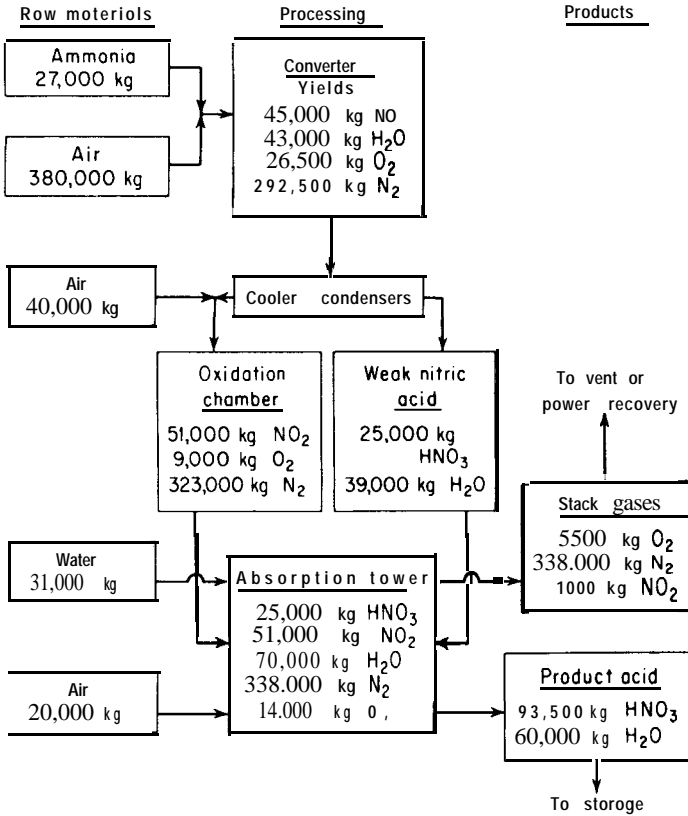 Row moteriols
Processing
Products
Ammonia
27,000 kg
Air
380,000 kg
Converter
Yields
45,000 kg NO
43,000 kg H₂O
26,500 kg O₂
292,500 kg N₂
Air
40,000 kg
Cooler condensers
Oxidation
chamber
51,000 kg NO₂
9,000 kg O₂
323,000 kg N₂
Weak nitric
acid
25,000 kg
HNO₃
39,000 kg H₂O
To vent or
power recovery
Stack gases
5500 kg O₂
338.000 kg N₂
1000 kg NO₂
Water
31,000 kg
Absorption tower
25,000 kg HNO₃
51,000 kg NO₂
70,000 kg H₂O
338.000 kg N₂
14.000 kg 0,
Air
20,000 kg
Product acid
93,500 kg HNO₃
60,000 kg H₂O
To storoge